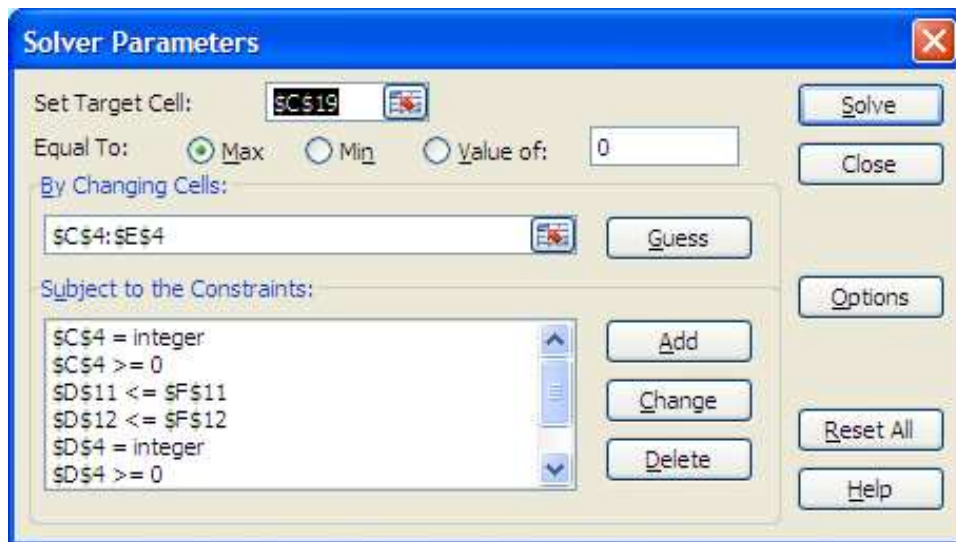 Solver Parameters
Set Target Cell: $C$19 Solve
Equal To: Max Min Value of: 0 Close
By Changing Cells:
$C$4:$E$4 Guess
Subject to the Constraints: Options
$C$4 = integer Add
$C$4 >= 0
$D$11 <= $F$11 Change
$D$12 <= $F$12
$D$4 = integer Delete Reset All
$D$4 >= 0 Help